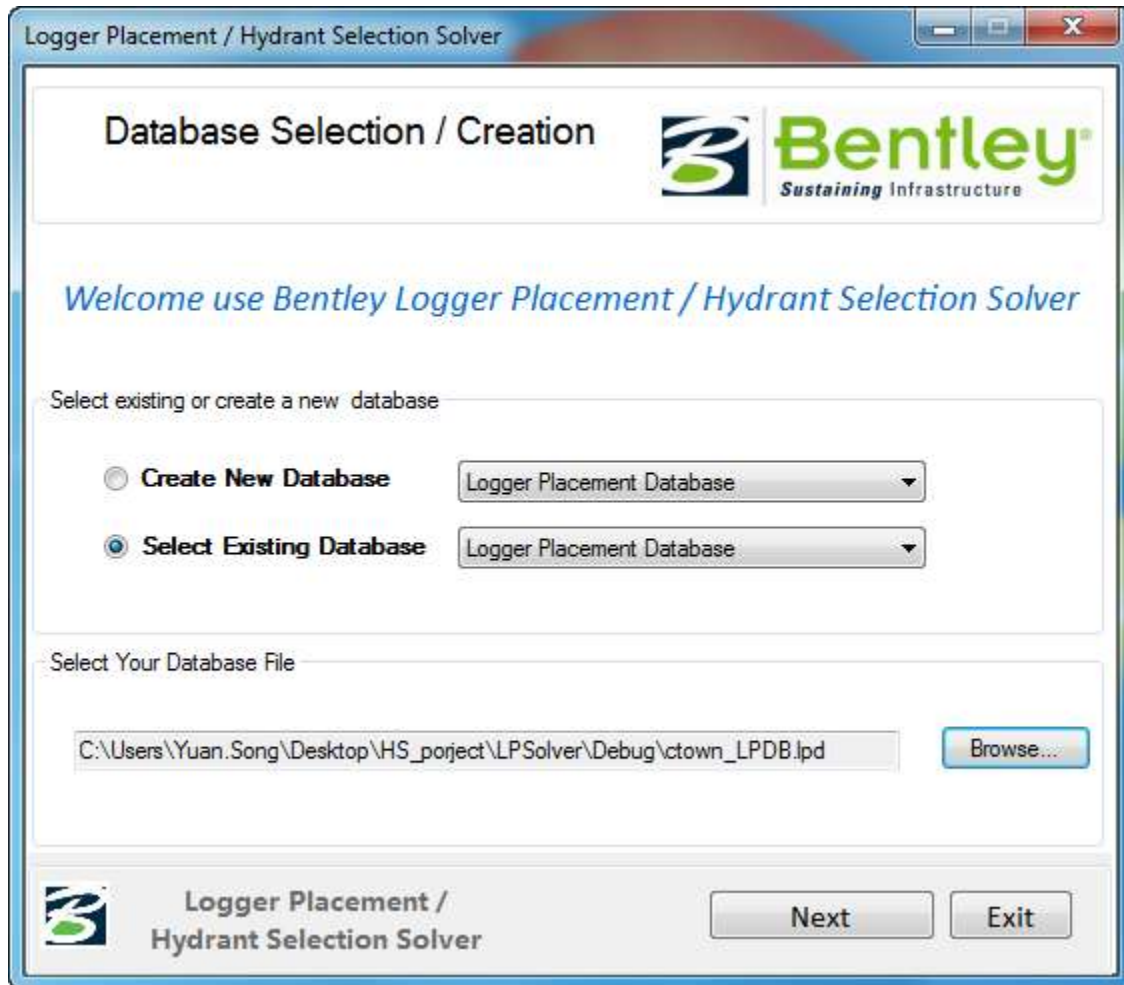 Logger Placement / Hydrant Selection Solver
Database Selection / Creation
Bentley®
Sustaining Infrastructure
Welcome use Bentley Logger Placement / Hydrant Selection Solver
Select existing or create a new database
Create New Database
Logger Placement Database
Select Existing Database
Logger Placement Database
Select Your Database File
C:\Users\Yuan.Song\Desktop\HS_porject\LPSolver\Debug\ctown_LPDB.lpd
Browse...
Logger Placement /
Hydrant Selection Solver
Next
Exit